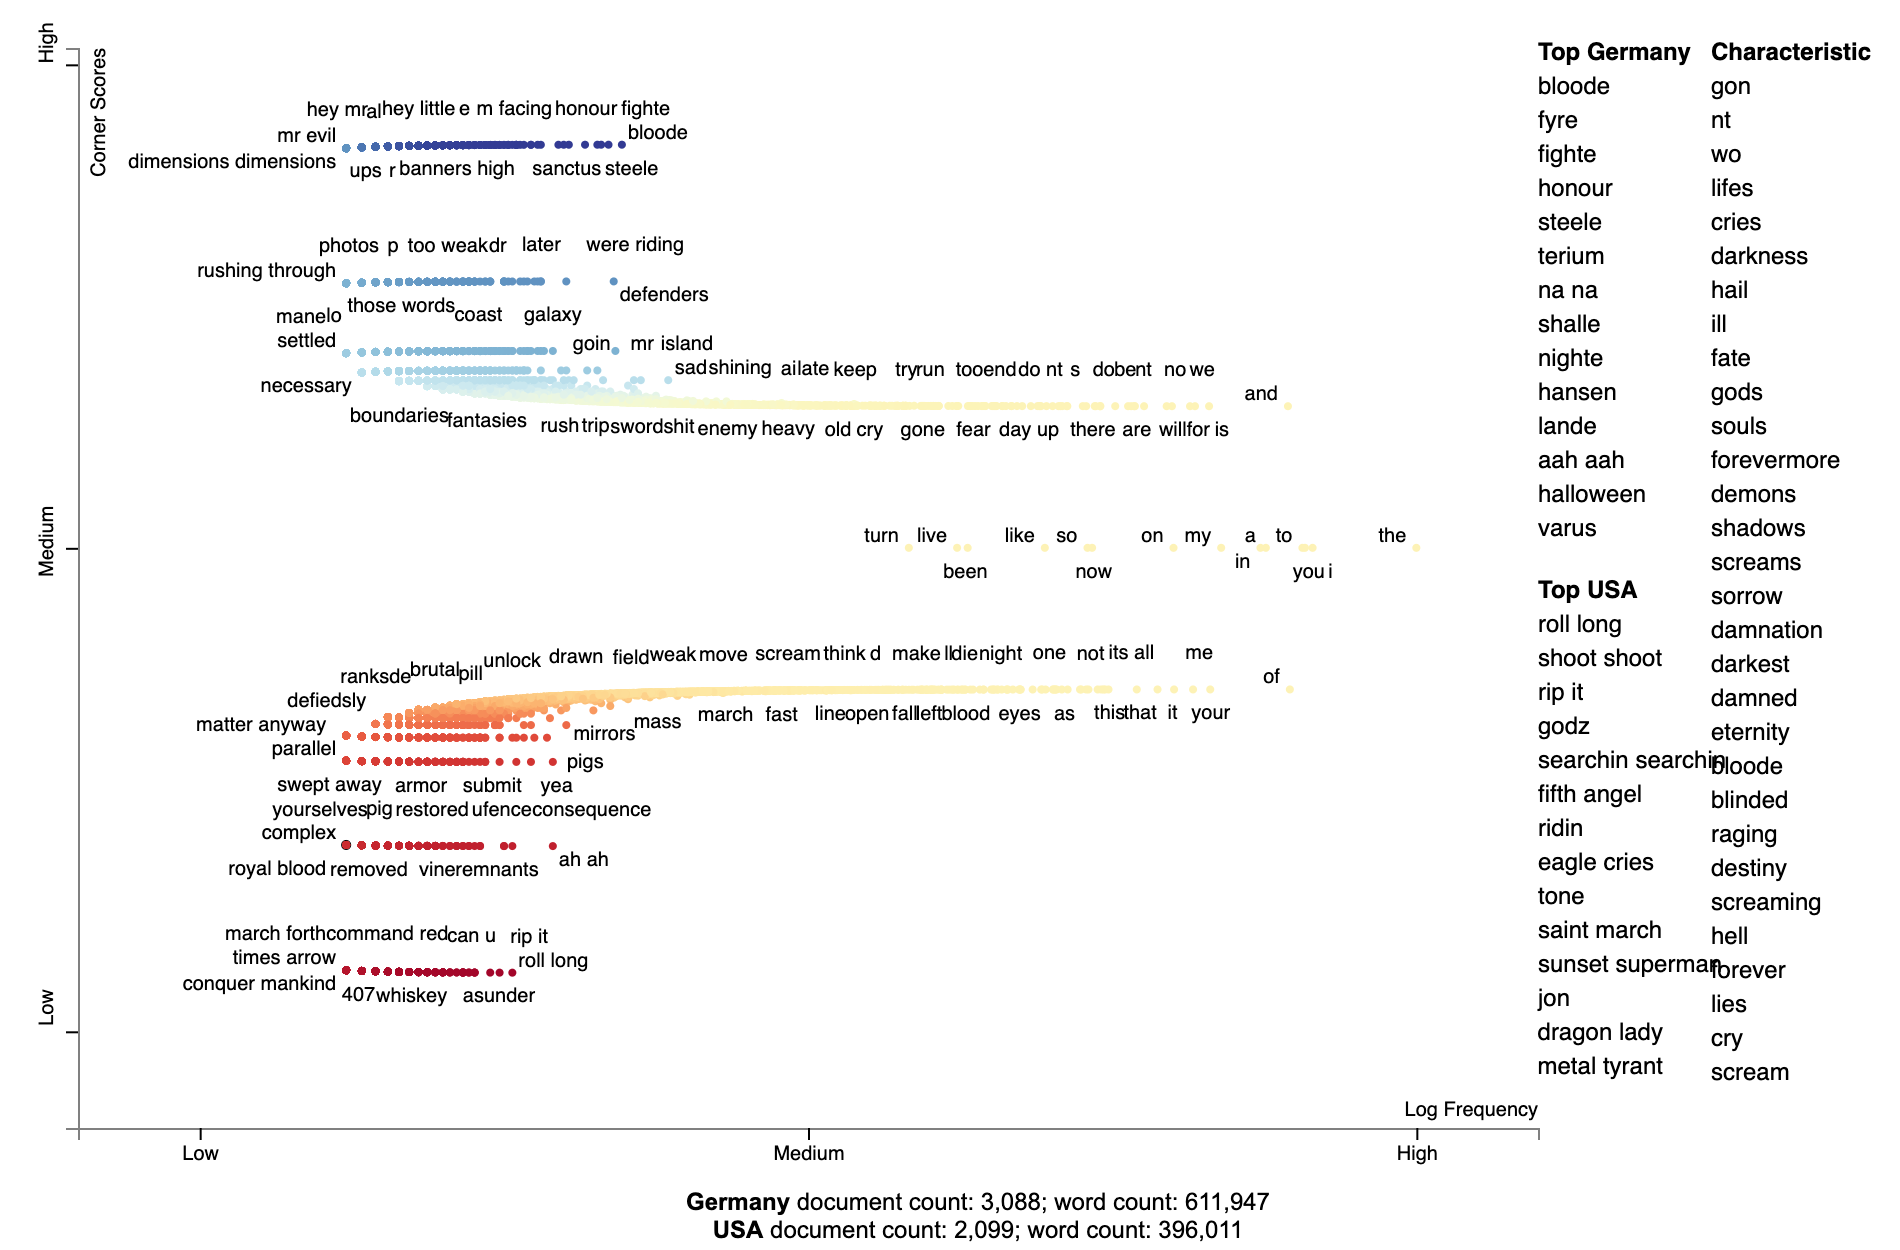 High
Corner Scores
hey mr al hey little e m facing honour fighte
mr evil
bloode
dimensions dimensions
ups r banners high sanctus steele
photos p too weak dr later were riding
rushing through
defenders
those words
manelo
coast galaxy
settled
goin mr island
sad shining ail ate keep try run too end do nt s do bent no we
necessary
and
boundaries fantasies
rush trip swords hit enemy heavy old cry gone fear day up there are will for is
Medium
turn live like so on my a to the
in
been now you i
unlock drawn field weak move scream think d make ll die night one not its all me
ranks de brutal pill
of
defied sly
matter anyway
mirrors mass march fast line open fall left blood eyes as this that it your
parallel
pigs
swept away armor submit yea
yourselves pig restored u fence consequence
complex
ah ah
royal blood removed vine remnants
march forth command red can u rip it
times arrow
roll long
conquer mankind
407 whiskey asunder
Low
Log Frequency
Low Medium High
Top Germany
bloode
fyre
fighte
honour
steele
terium
na na
shalle
nighte
hansen
lande
aah aah
halloween
varus
Top USA
roll long
shoot shoot
rip it
godz
searchin searchin
fifth angel
ridin
eagle cries
tone
saint march
sunset superman
jon
dragon lady
metal tyrant
Characteristic
gon
nt
wo
lifes
cries
darkness
hail
ill
fate
gods
souls
forevermore
demons
shadows
screams
sorrow
damnation
darkest
damned
eternity
bloode
blinded
raging
destiny
screaming
hell
forever
lies
cry
scream
Germany document count: 3,088; word count: 611,947
USA document count: 2,099; word count: 396,011